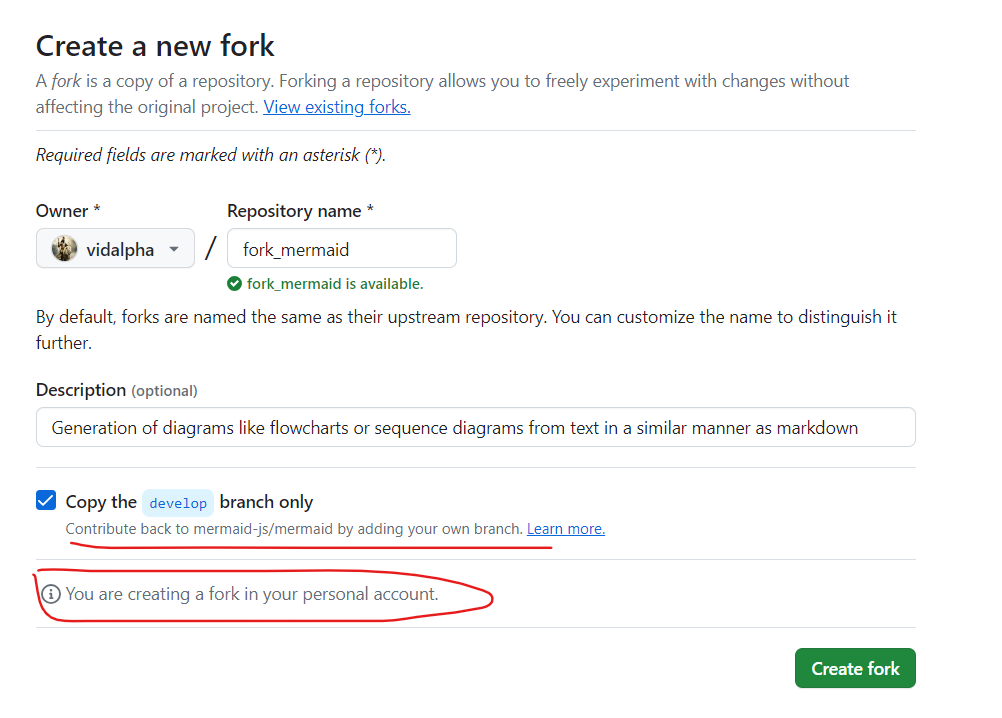 Create a new fork
A fork is a copy of a repository. Forking a repository allows you to freely experiment with changes without
affecting the original project. View existing forks.
Required fields are marked with an asterisk (*).
Owner * Repository name *
vidalpha / fork_mermaid
fork_mermaid is available.
By default, forks are named the same as their upstream repository. You can customize the name to distinguish it
further.
Description (optional)
Generation of diagrams like flowcharts or sequence diagrams from text in a similar manner as markdown
Copy the develop branch only
Contribute back to mermaid-js/mermaid by adding your own branch. Learn more.
You are creating a fork in your personal account.
Create fork